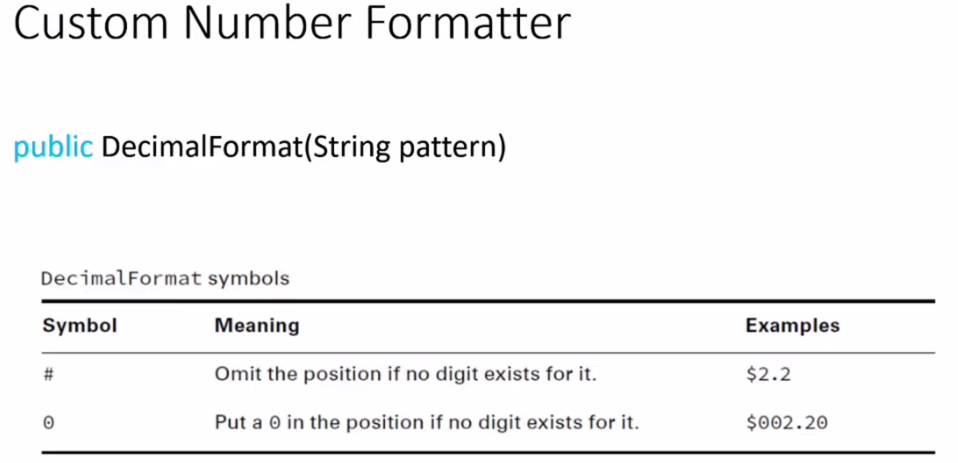 Custom Number Formatter
public DecimalFormat(String pattern)
DecimalFormat symbols
Symbol Meaning Examples
# Omit the position if no digit exists for it. $2.2
0 Put a 0 in the position if no digit exists for it. $002.20